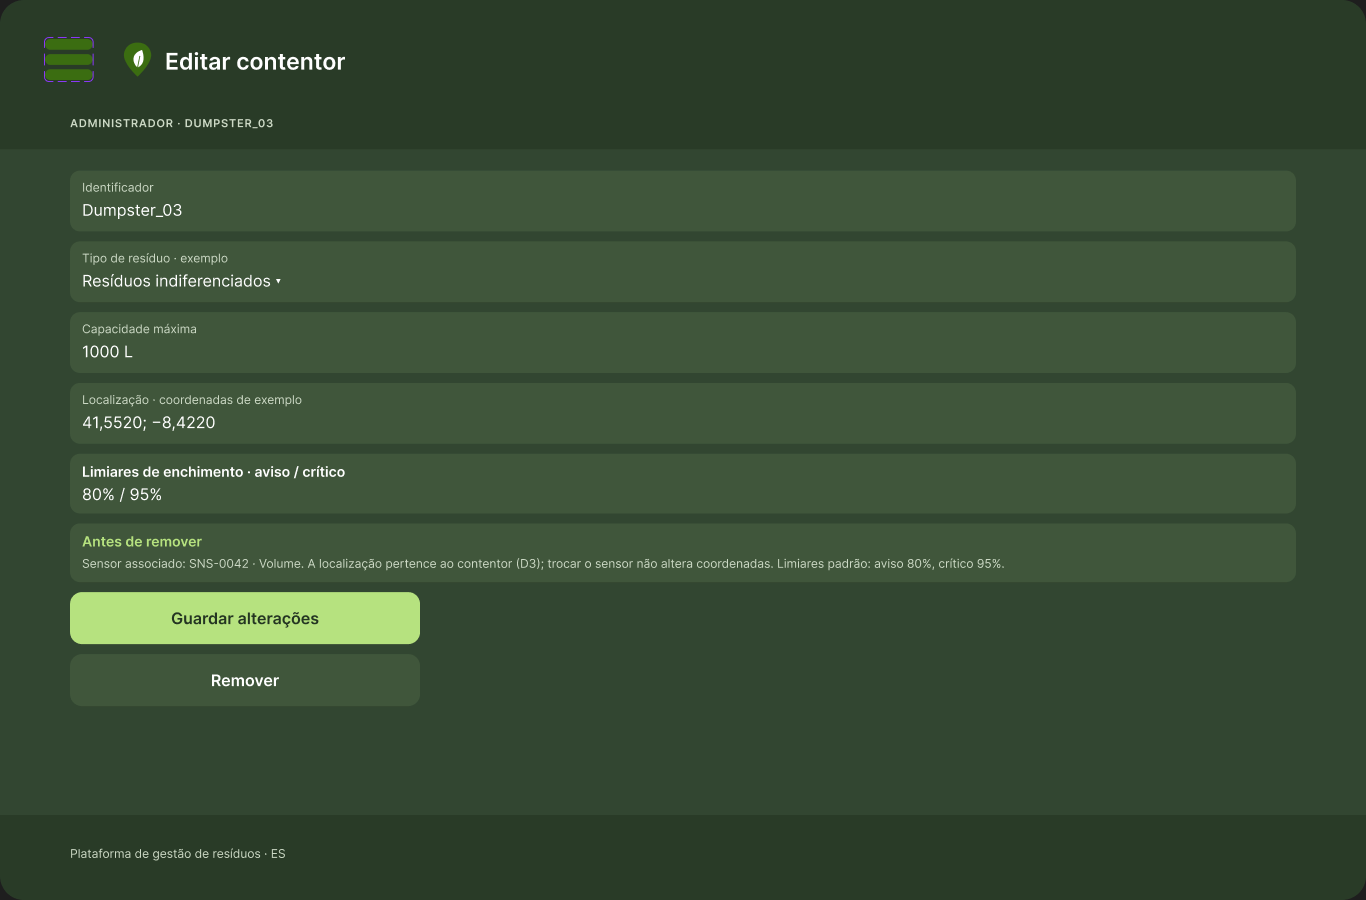 Editar contentor
ADMINISTRADOR · DUMPSTER_03
Identificador
Dumpster_03
Tipo de resíduo · exemplo
Resíduos indiferenciados ▾
Capacidade máxima
1000 L
Localização · coordenadas de exemplo
41,5520; −8,4220
Limiares de enchimento · aviso / crítico
80% / 95%
Antes de remover
Sensor associado: SNS-0042 · Volume. A localização pertence ao contentor (D3); trocar o sensor não altera coordenadas. Limiares padrão: aviso 80%, crítico 95%.
Guardar alterações
Remover
Plataforma de gestão de resíduos · ES